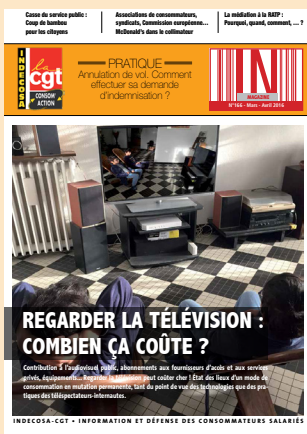 Casse du service public :
Coup de bambou
pour les citoyens
Associations de consommateurs,
syndicats, Commission européenne...
McDonald's dans le collimateur
La médiation à la RATP :
Pourquoi, quand, comment, ... ?
INDECOSA
la
cgt
CONSOM'
ACTION
PRATIQUE
Annulation de vol. Comment
effectuer sa demande
d'indemnisation ?
IN
MAGAZINE
N°166 - Mars - Avril 2016
REGARDER LA TÉLÉVISION :
COMBIEN ÇA COÛTE ?
Contribution à l'audiovisuel public, abonnements aux fournisseurs d'accès et aux services
privés, équipements... Regarder la télévision peut coûter cher ! État des lieux d'un mode de
consommation en mutation permanente, tant du point de vue des technologies que des pra-
tiques des téléspectateurs-internautes.
INDECOSA-CGT • INFORMATION ET DÉFENSE DES CONSOMMATEURS SALARIÉS